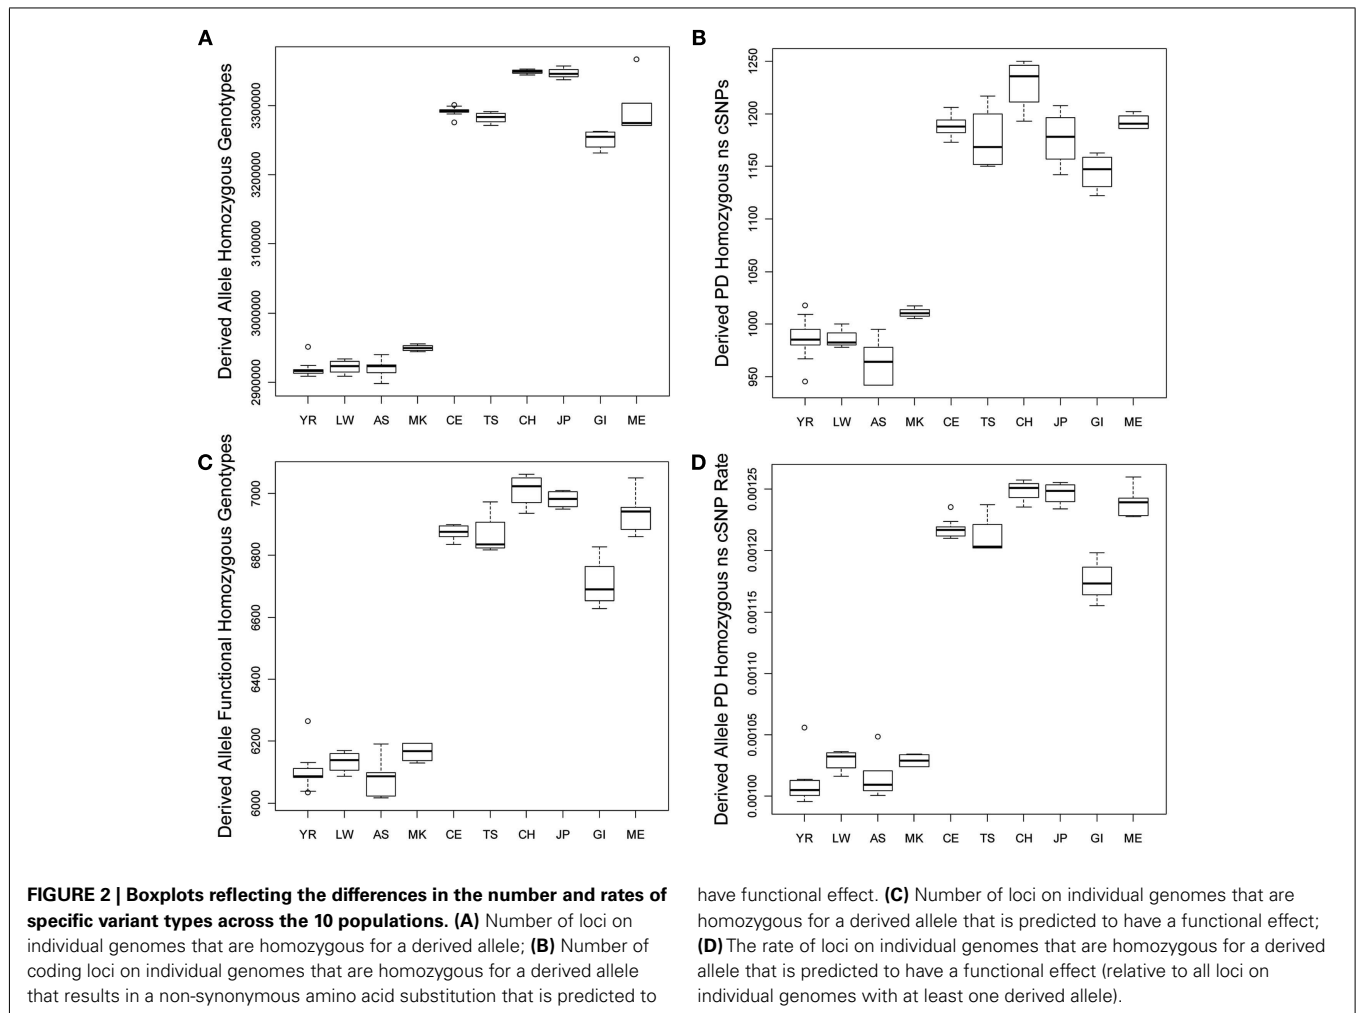 A
Derived Allele Homozygous Genotypes
2900000 3000000 3100000 3200000 3300000
YR LW AS MK CE TS CH JP GI ME
B
Derived PD Homozygous ns cSNPs
950 1000 1050 1100 1150 1200 1250
YR LW AS MK CE TS CH JP GI ME
C
Derived Allele Functional Homozygous Genotypes
6000 6200 6400 6600 6800 7000
YR LW AS MK CE TS CH JP GI ME
D
Derived Allele PD Homozygous ns cSNP Rate
0.00100 0.00105 0.00110 0.00115 0.00120 0.00125
YR LW AS MK CE TS CH JP GI ME
FIGURE 2 | Boxplots reflecting the differences in the number and rates of
specific variant types across the 10 populations. (A) Number of loci on
individual genomes that are homozygous for a derived allele; (B) Number of
coding loci on individual genomes that are homozygous for a derived allele
that results in a non-synonymous amino acid substitution that is predicted to
have functional effect. (C) Number of loci on individual genomes that are
homozygous for a derived allele that is predicted to have a functional effect;
(D) The rate of loci on individual genomes that are homozygous for a derived
allele that is predicted to have a functional effect (relative to all loci on
individual genomes with at least one derived allele).